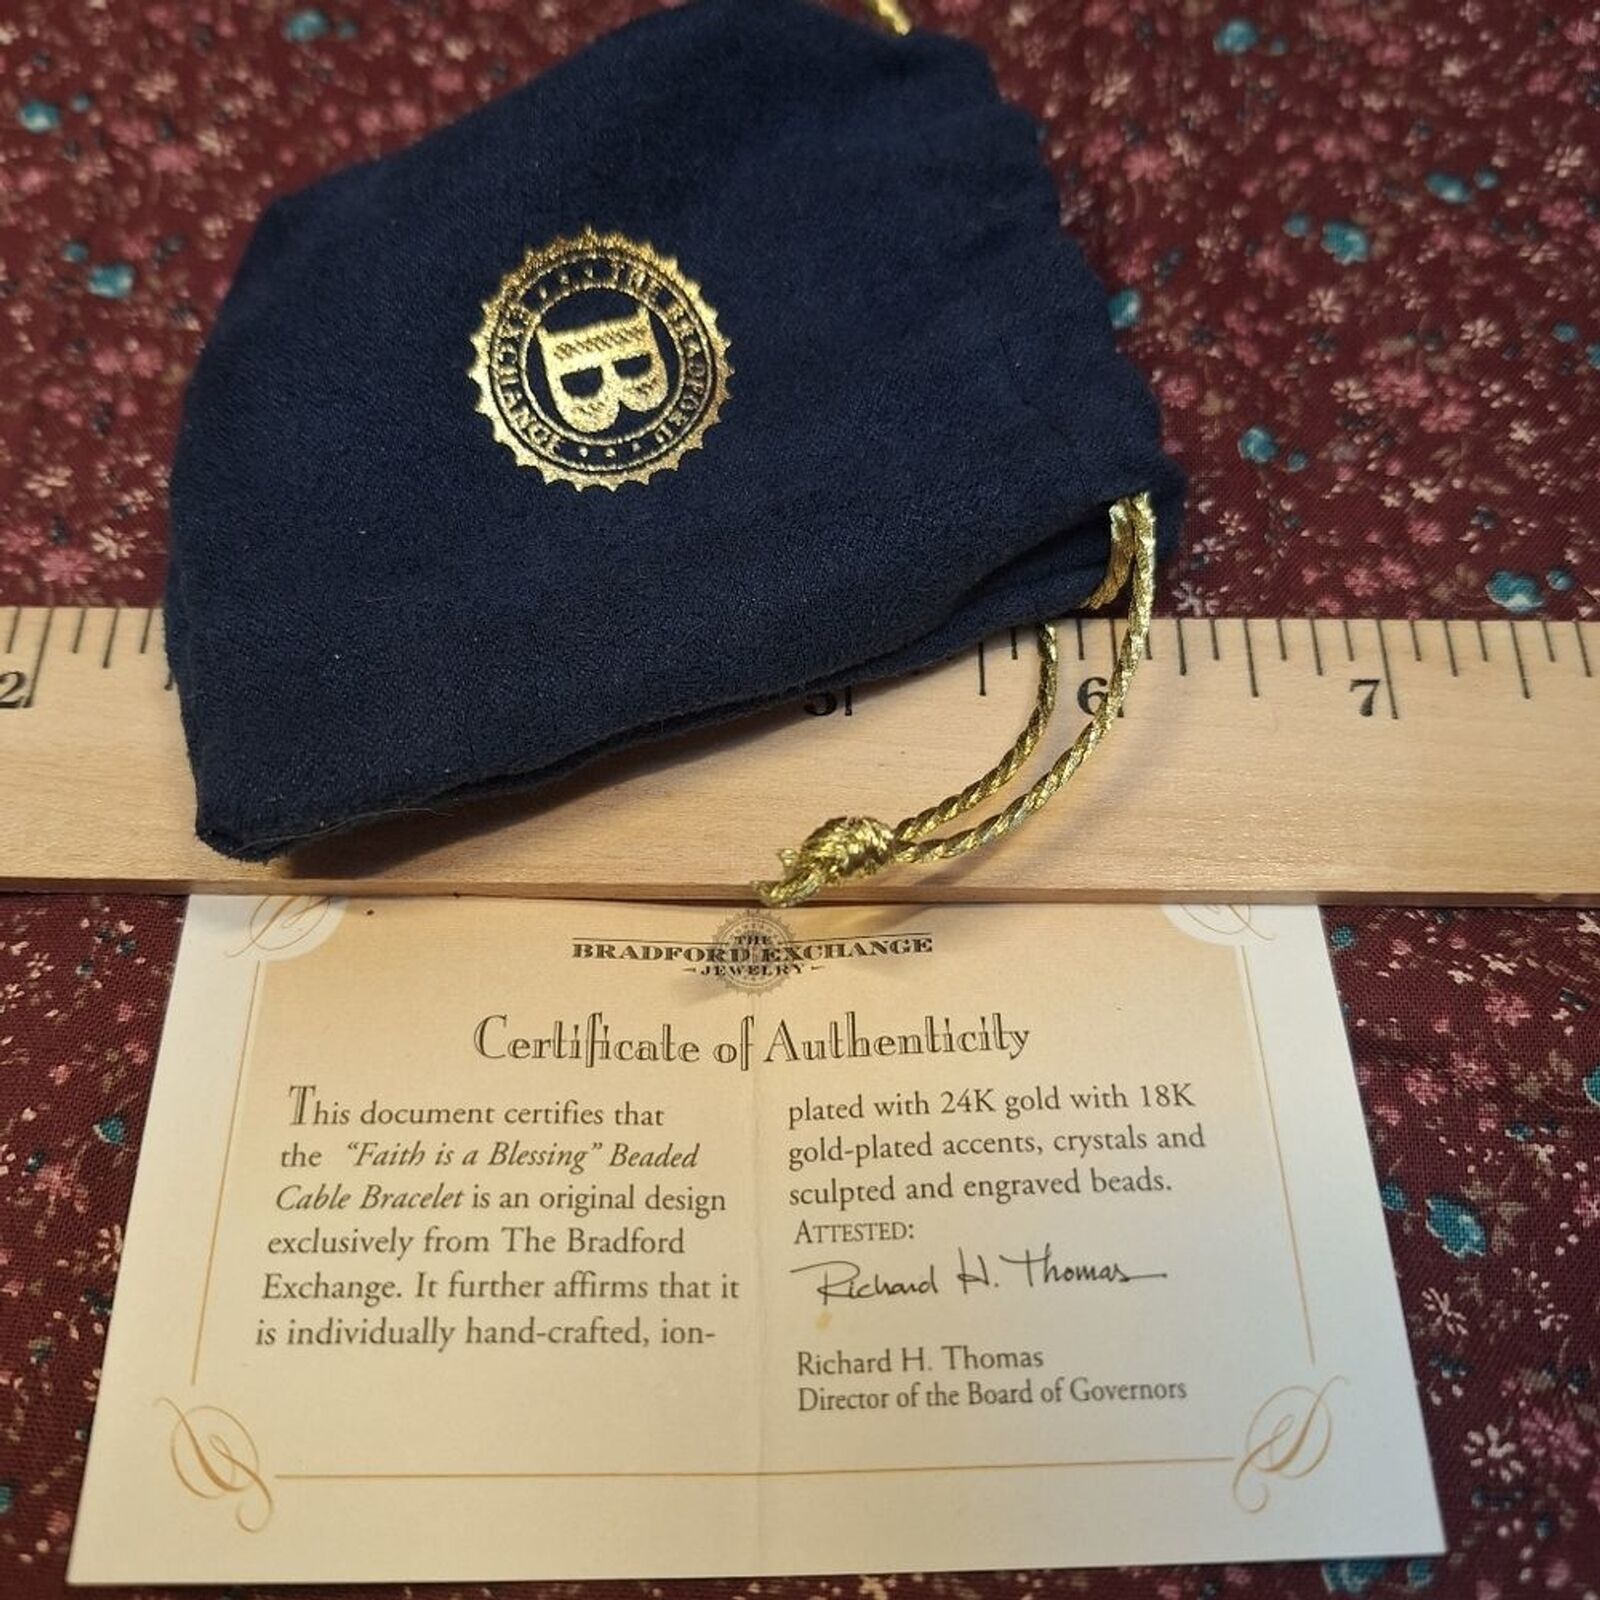 THE BRADFORD EXCHANGE
B
2
5
6
7
THE
BRADFORD EXCHANGE
JEWELRY
Certificate of Authenticity
This document certifies that
the "Faith is a Blessing" Beaded
Cable Bracelet is an original design
exclusively from The Bradford
Exchange. It further affirms that it
is individually hand-crafted, ion-
plated with 24K gold with 18K
gold-plated accents, crystals and
sculpted and engraved beads.
ATTESTED:
Richard H. Thomas
Richard H. Thomas
Director of the Board of Governors